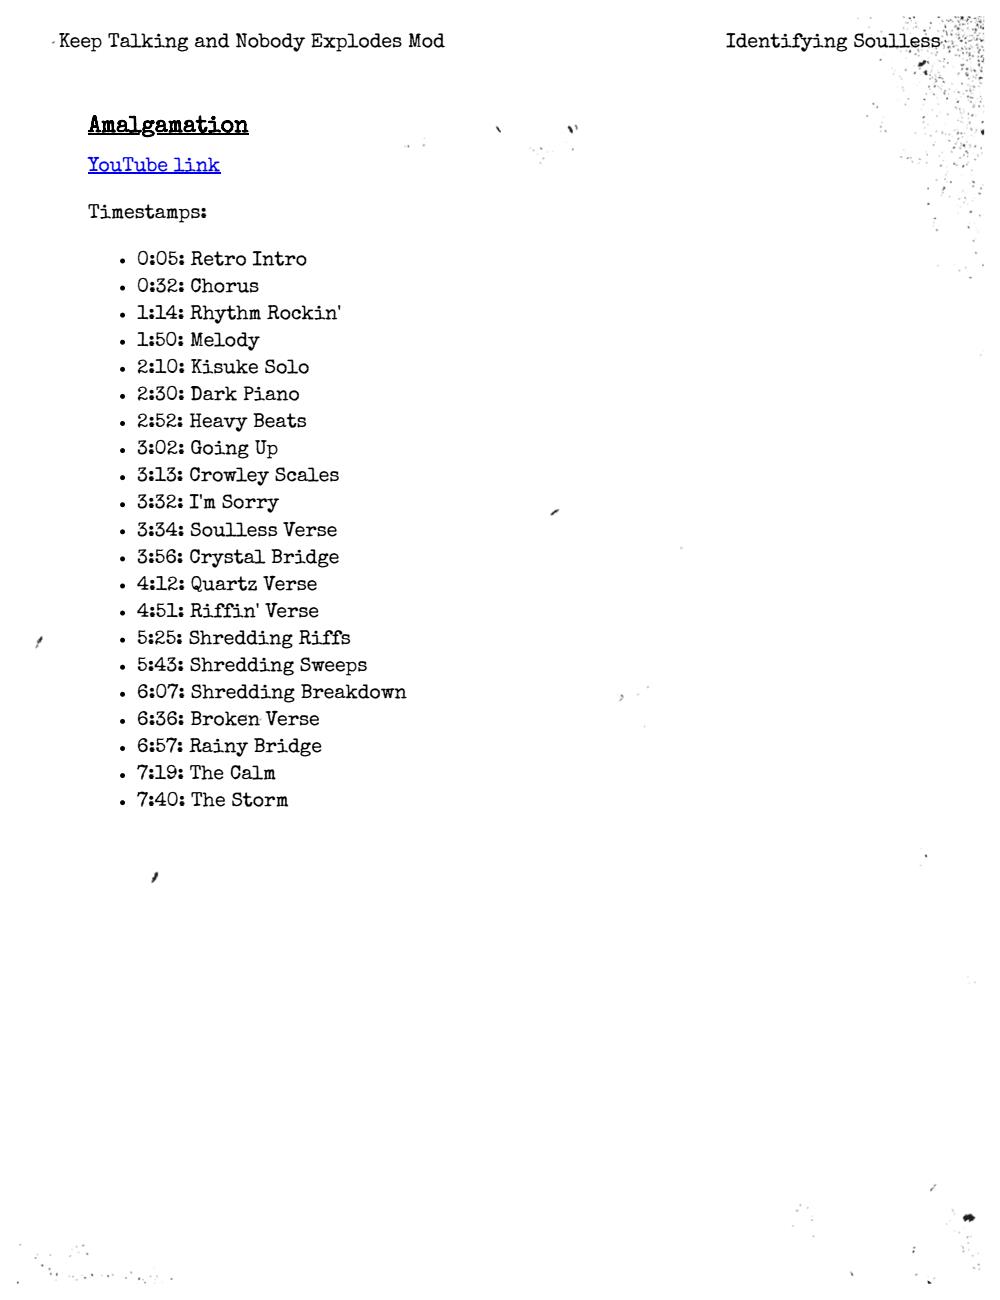 Keep Talking and Nobody Explodes Mod
Identifying Soulless
Amalgamation
YouTube link
Timestamps:
• 0:05: Retro Intro
• 0:32: Chorus
• 1:14: Rhythm Rockin'
• 1:50: Melody
• 2:10: Kisuke Solo
• 2:30: Dark Piano
• 2:52: Heavy Beats
• 3:02: Going Up
• 3:13: Crowley Scales
• 3:32: I'm Sorry
• 3:34: Soulless Verse
• 3:56: Crystal Bridge
• 4:12: Quartz Verse
• 4:51: Riffin' Verse
• 5:25: Shredding Riffs
• 5:43: Shredding Sweeps
• 6:07: Shredding Breakdown
• 6:36: Broken Verse
• 6:57: Rainy Bridge
• 7:19: The Calm
• 7:40: The Storm